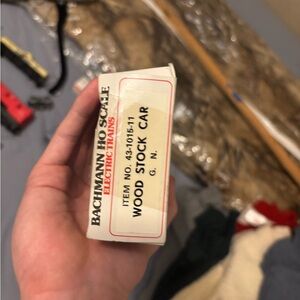 BACHMANN HO SCALE
ELECTRIC TRAINS
ITEM NO. 43-1015-11
WOOD STOCK CAR
G. N.